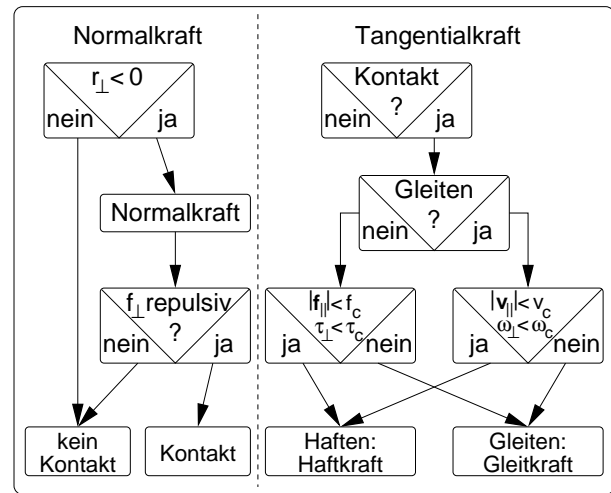 Normalkraft
r⊥< 0
nein
ja
Normalkraft
f⊥ repulsiv
?
nein
ja
kein
Kontakt
Kontakt
Tangentialkraft
Kontakt
?
nein
ja
Gleiten
?
nein
ja
|f|||< fc
τ⊥< τc
ja
nein
|v|||< vc
ω⊥< ωc
ja
nein
Haften:
Haftkraft
Gleiten:
Gleitkraft